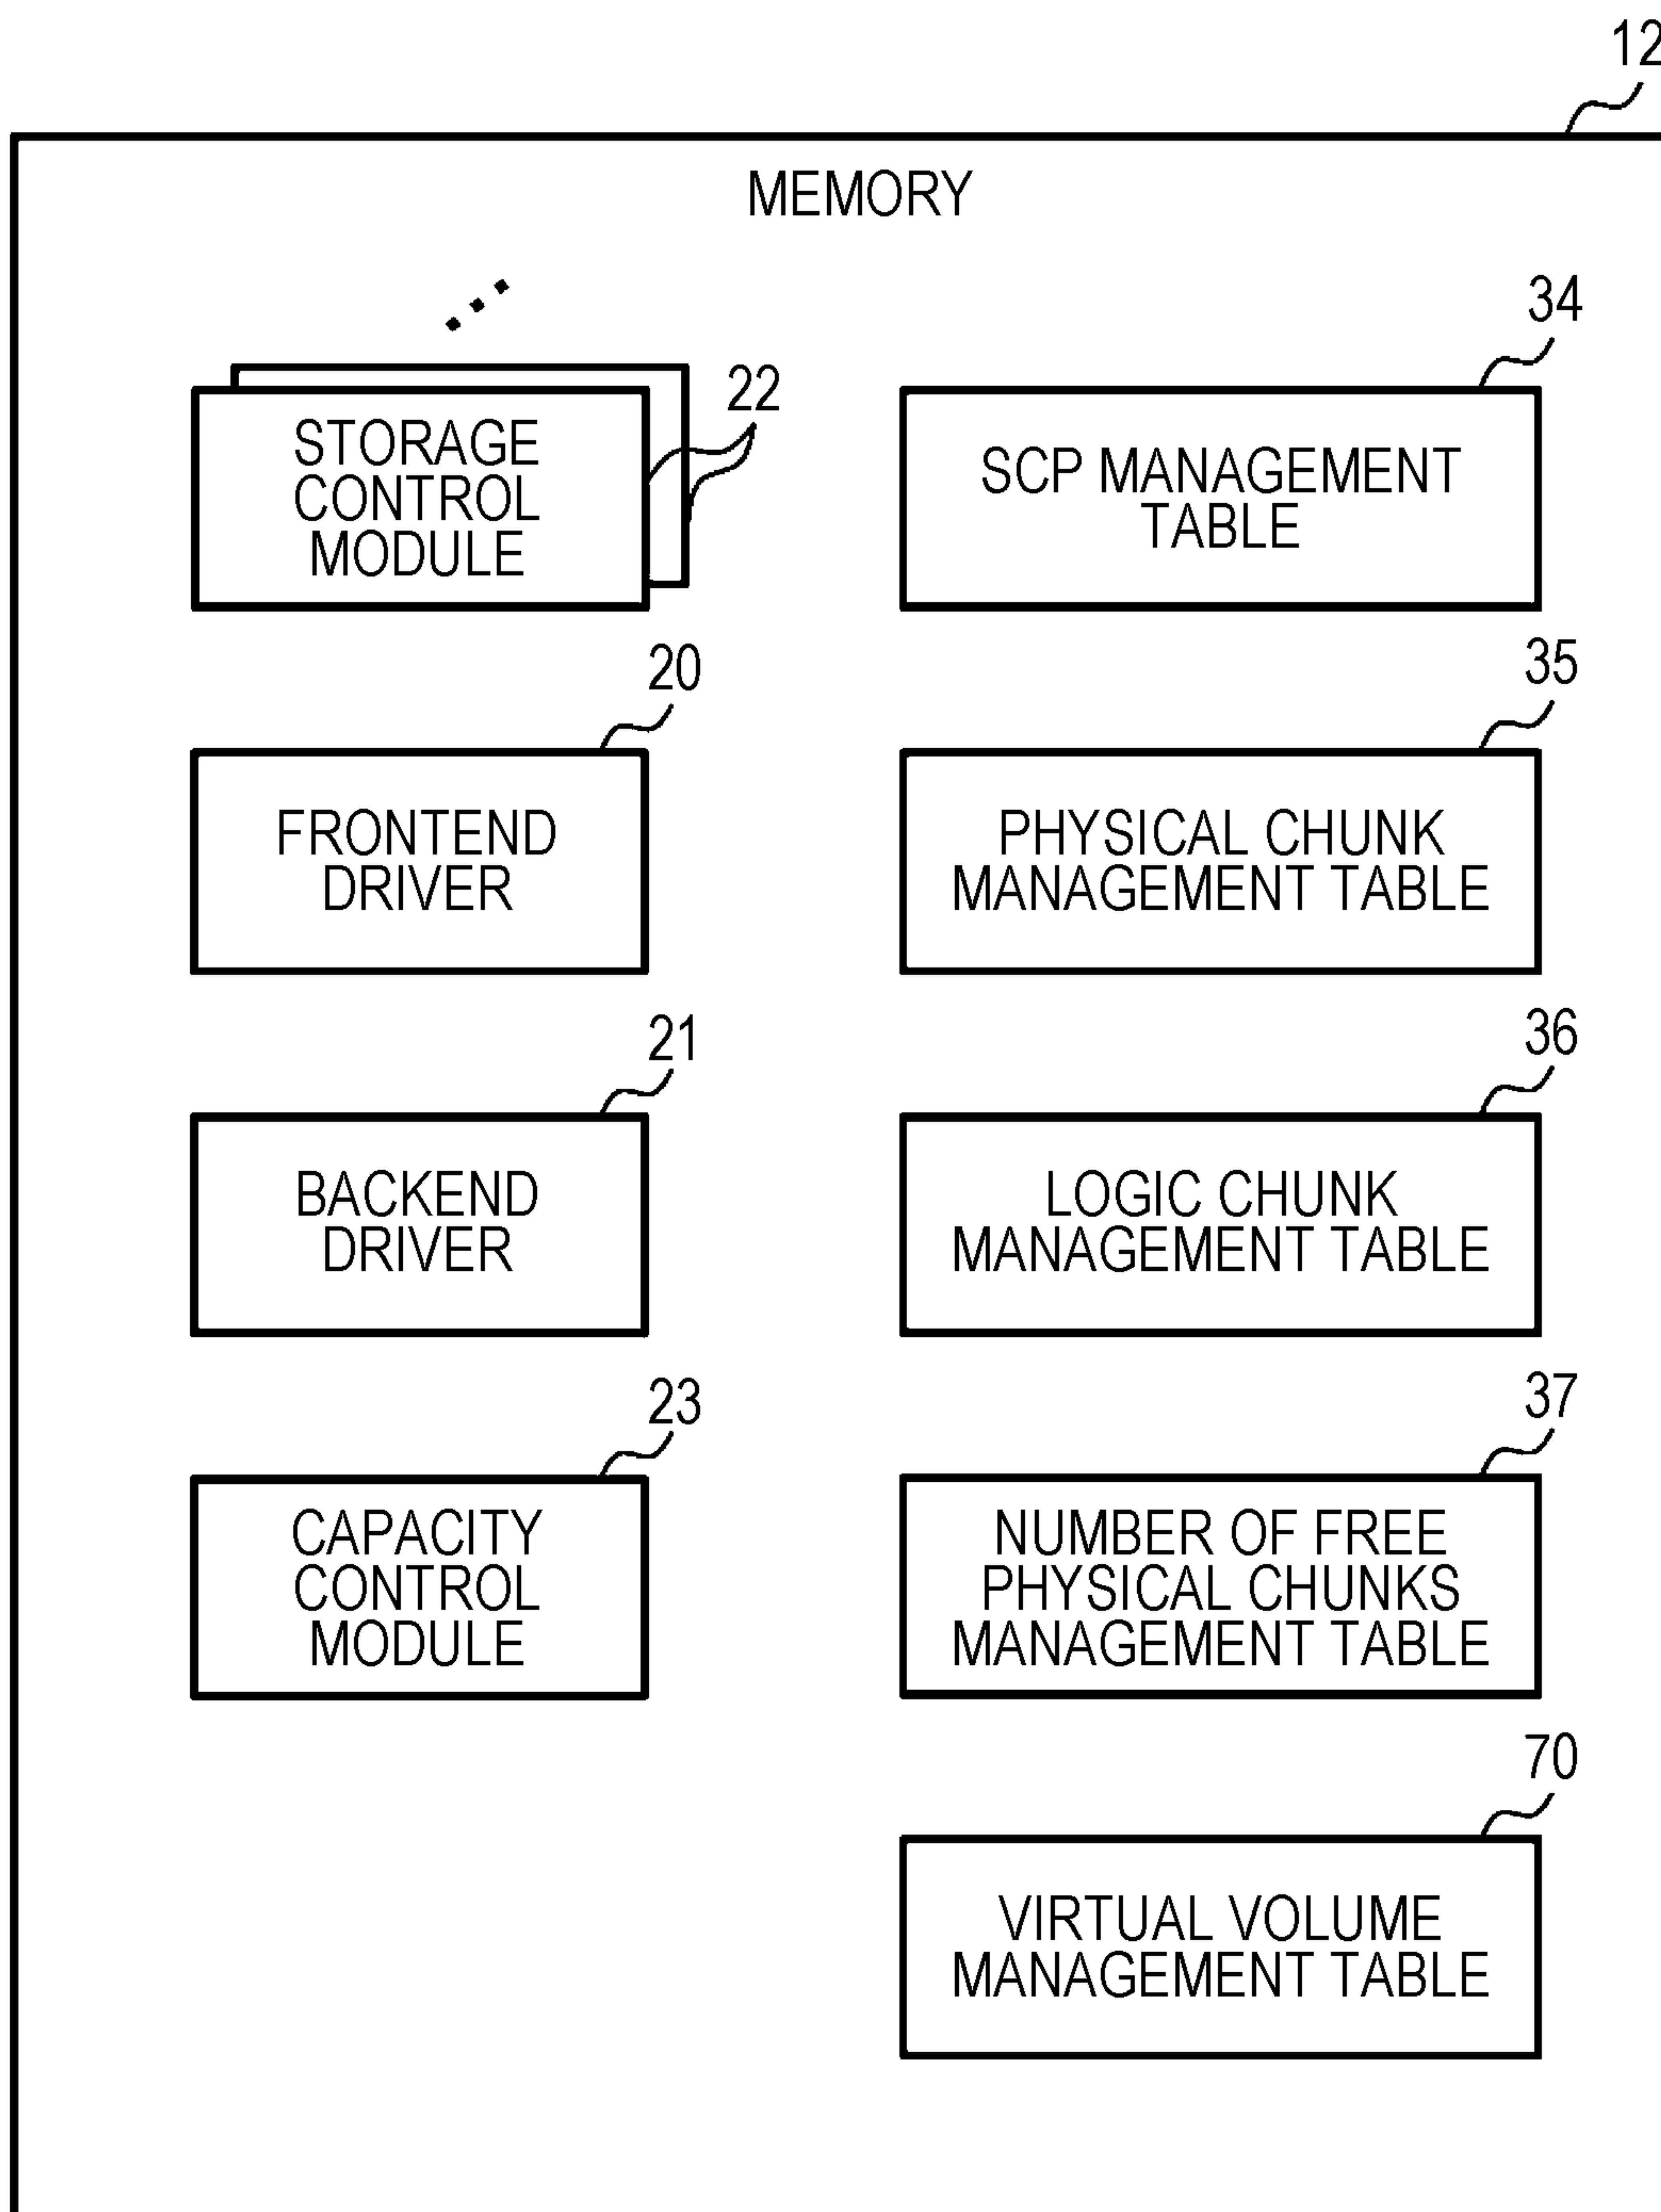 12
MEMORY
34
22
STORAGE
CONTROL
MODULE
SCP MANAGEMENT
TABLE
20
35
FRONTEND
DRIVER
PHYSICAL CHUNK
MANAGEMENT TABLE
21
36
BACKEND
DRIVER
LOGIC CHUNK
MANAGEMENT TABLE
23
37
CAPACITY
CONTROL
MODULE
NUMBER OF FREE
PHYSICAL CHUNKS
MANAGEMENT TABLE
70
VIRTUAL VOLUME
MANAGEMENT TABLE